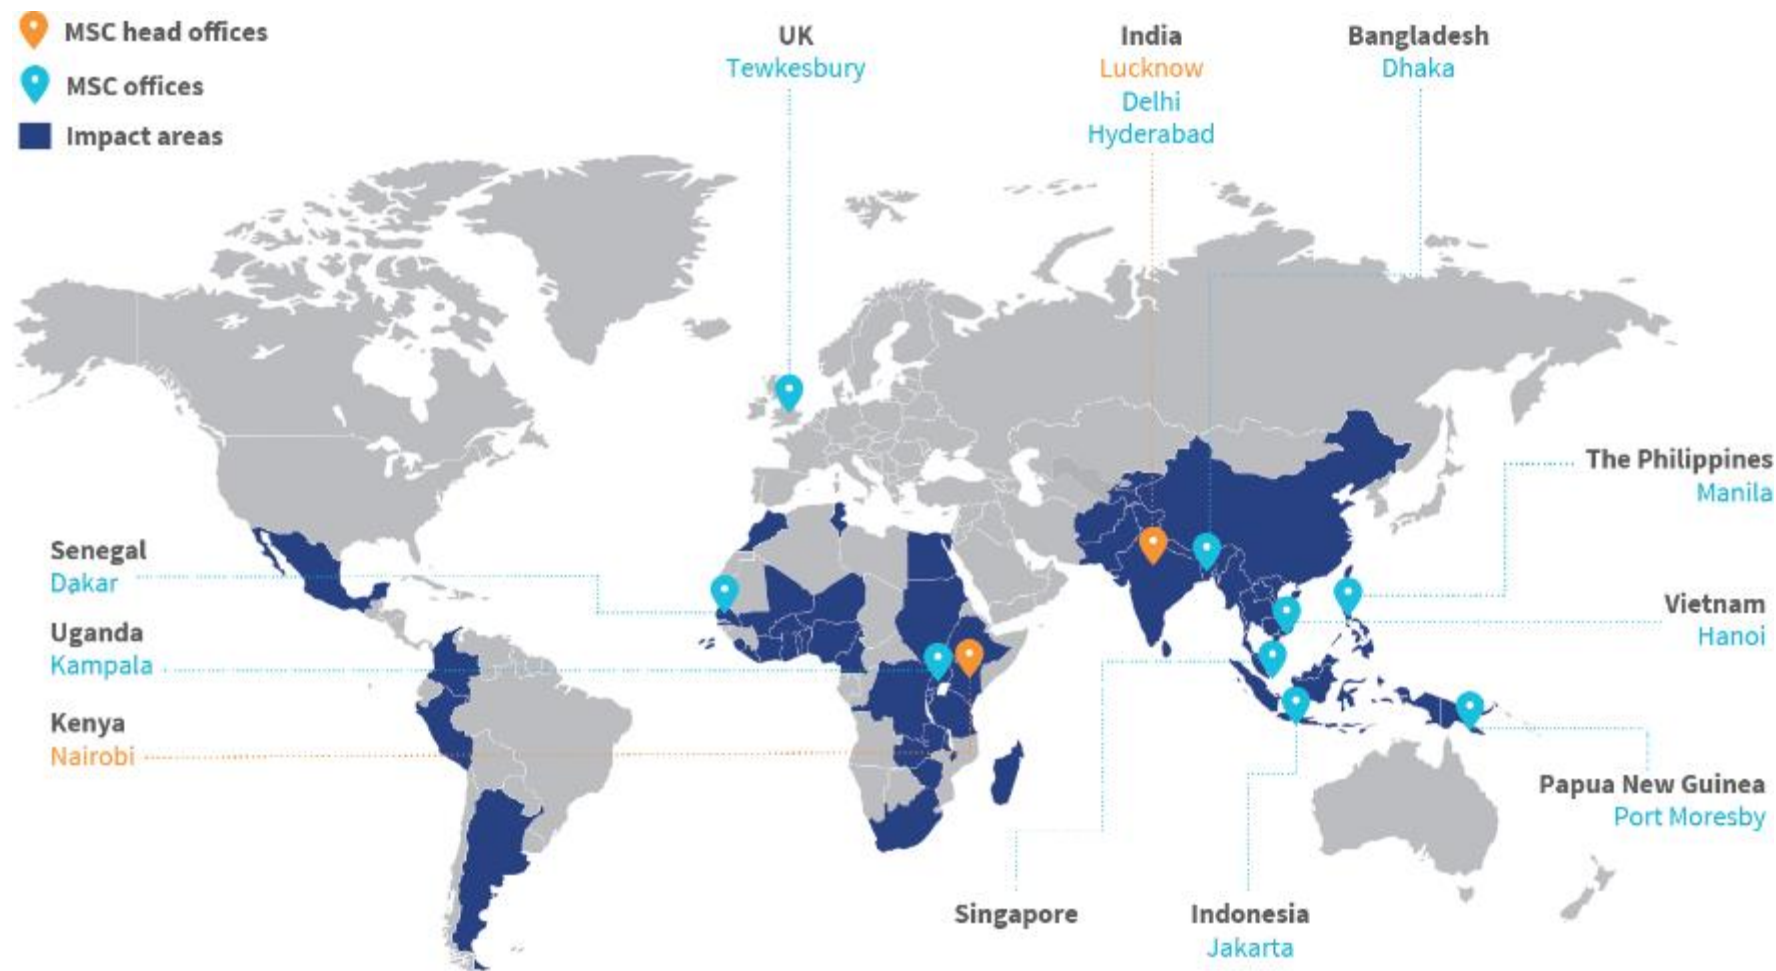 MSC head offices
MSC offices
Impact areas
UK
Tewkesbury
India
Lucknow
Delhi
Hyderabad
Bangladesh
Dhaka
The Philippines
Manila
Senegal
Dakar
Vietnam
Hanoi
Uganda
Kampala
Kenya
Nairobi
Papua New Guinea
Port Moresby
Singapore
Indonesia
Jakarta